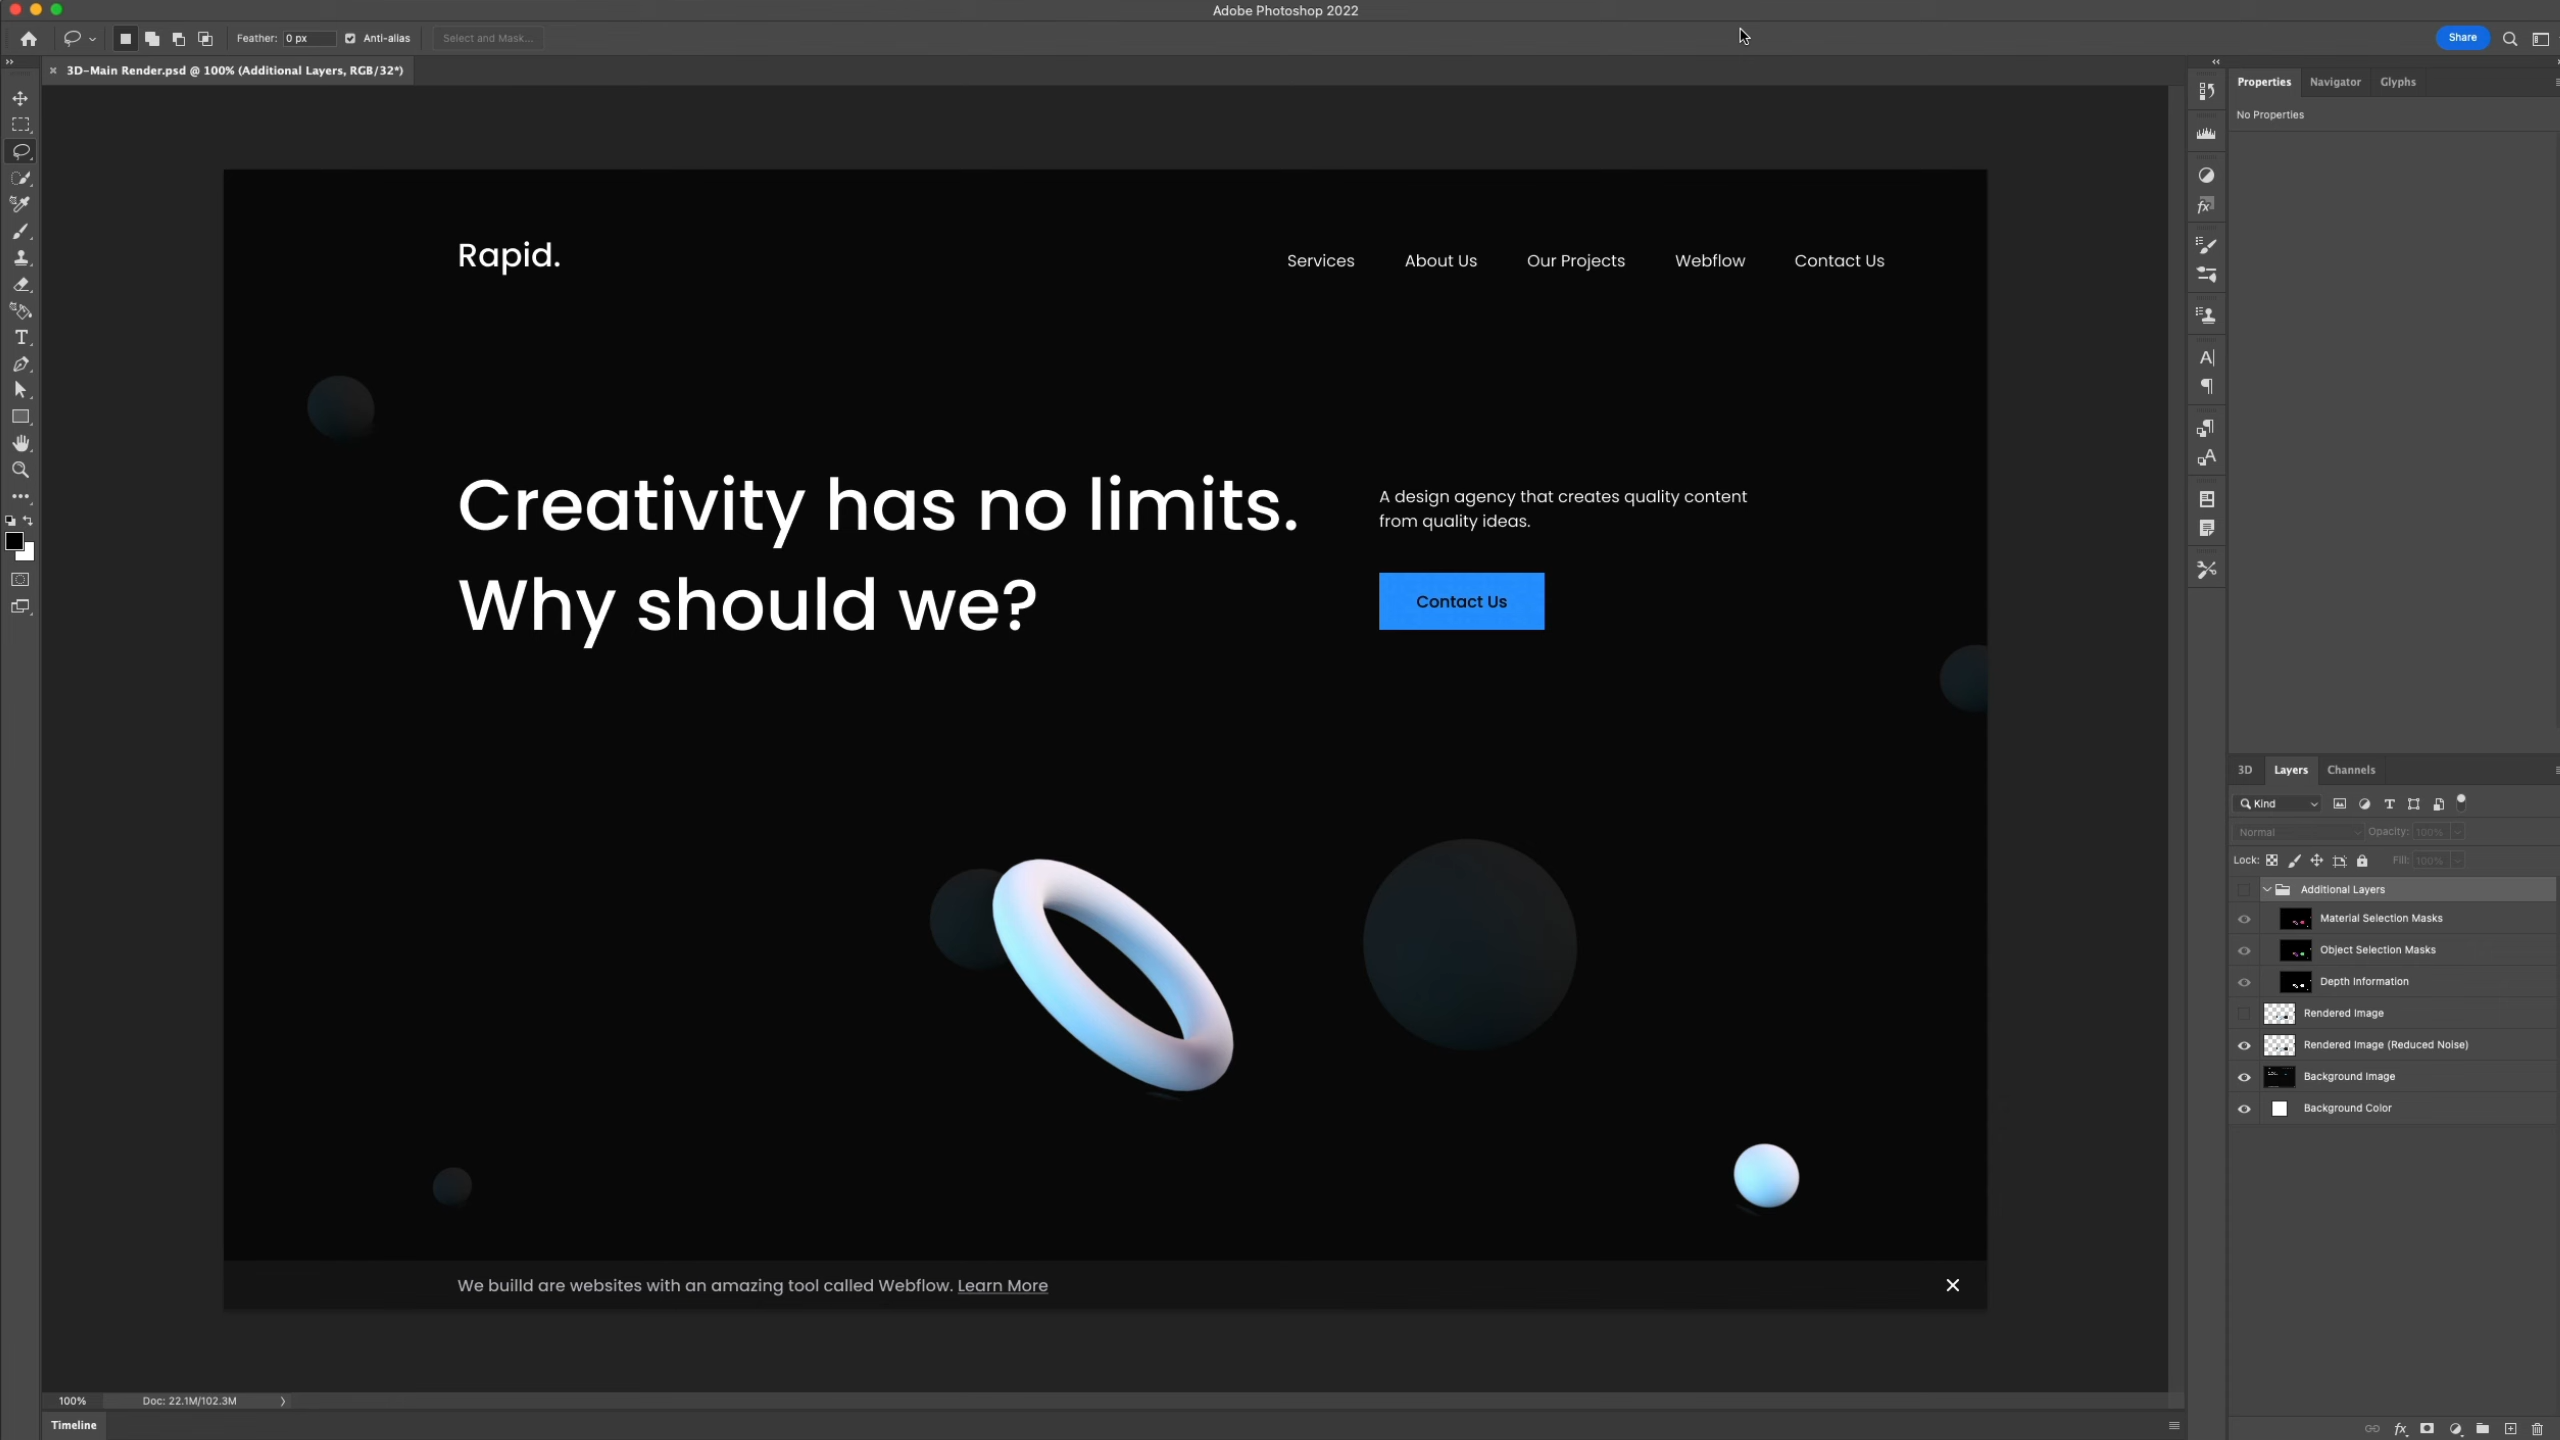 Adobe Photoshop 2022
Feather: 0 px Anti-alias Select and Mask... Share
3D-Main Render.psd @ 100% (Additional Layers, RGB/32*)
Properties Navigator Glyphs
No Properties
Rapid.
Services About Us Our Projects Webflow Contact Us
Creativity has no limits.
Why should we?
A design agency that creates quality content
from quality ideas.
Contact Us
We builld are websites with an amazing tool called Webflow. Learn More
3D Layers Channels
Kind
Normal Opacity: 100%
Lock: Fill: 100%
Additional Layers
Material Selection Masks
Object Selection Masks
Depth Information
Rendered Image
Rendered Image (Reduced Noise)
Background Image
Background Color
100% Doc: 22.1M/102.3M
Timeline